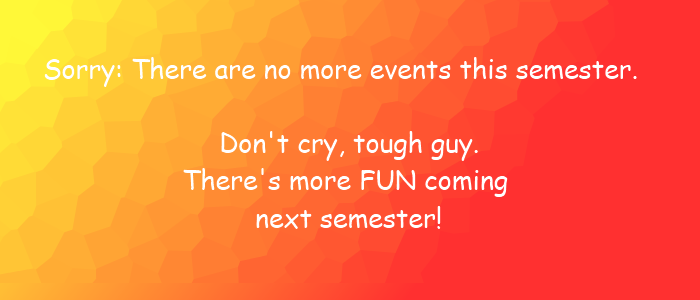 Sorry: There are no more events this semester.
Don't cry, tough guy.
There's more FUN coming
next semester!